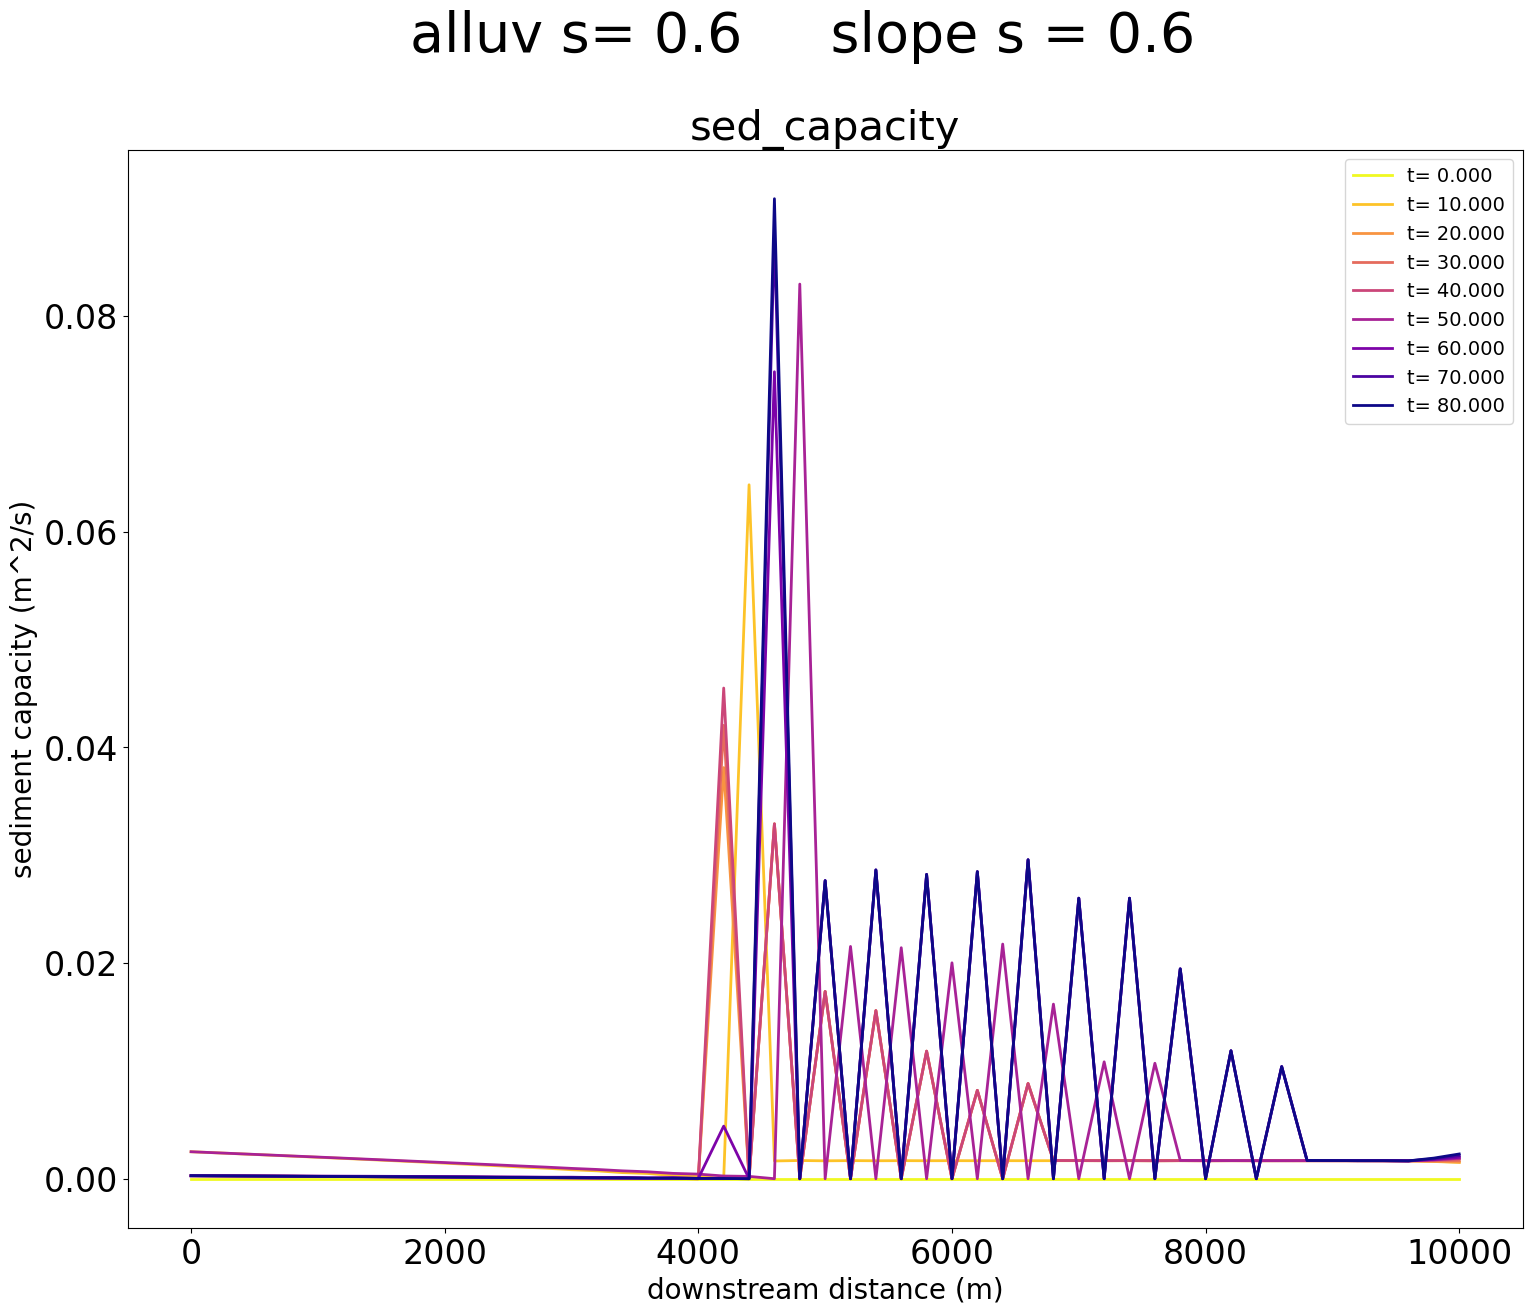 alluv s= 0.6 slope s = 0.6
sed_capacity
t= 0.000
t= 10.000
t= 20.000
t= 30.000
t= 40.000
t= 50.000
t= 60.000
t= 70.000
t= 80.000
sediment capacity (m^2/s)
0.08
0.06
0.04
0.02
0.00
0 2000 4000 6000 8000 10000
downstream distance (m)